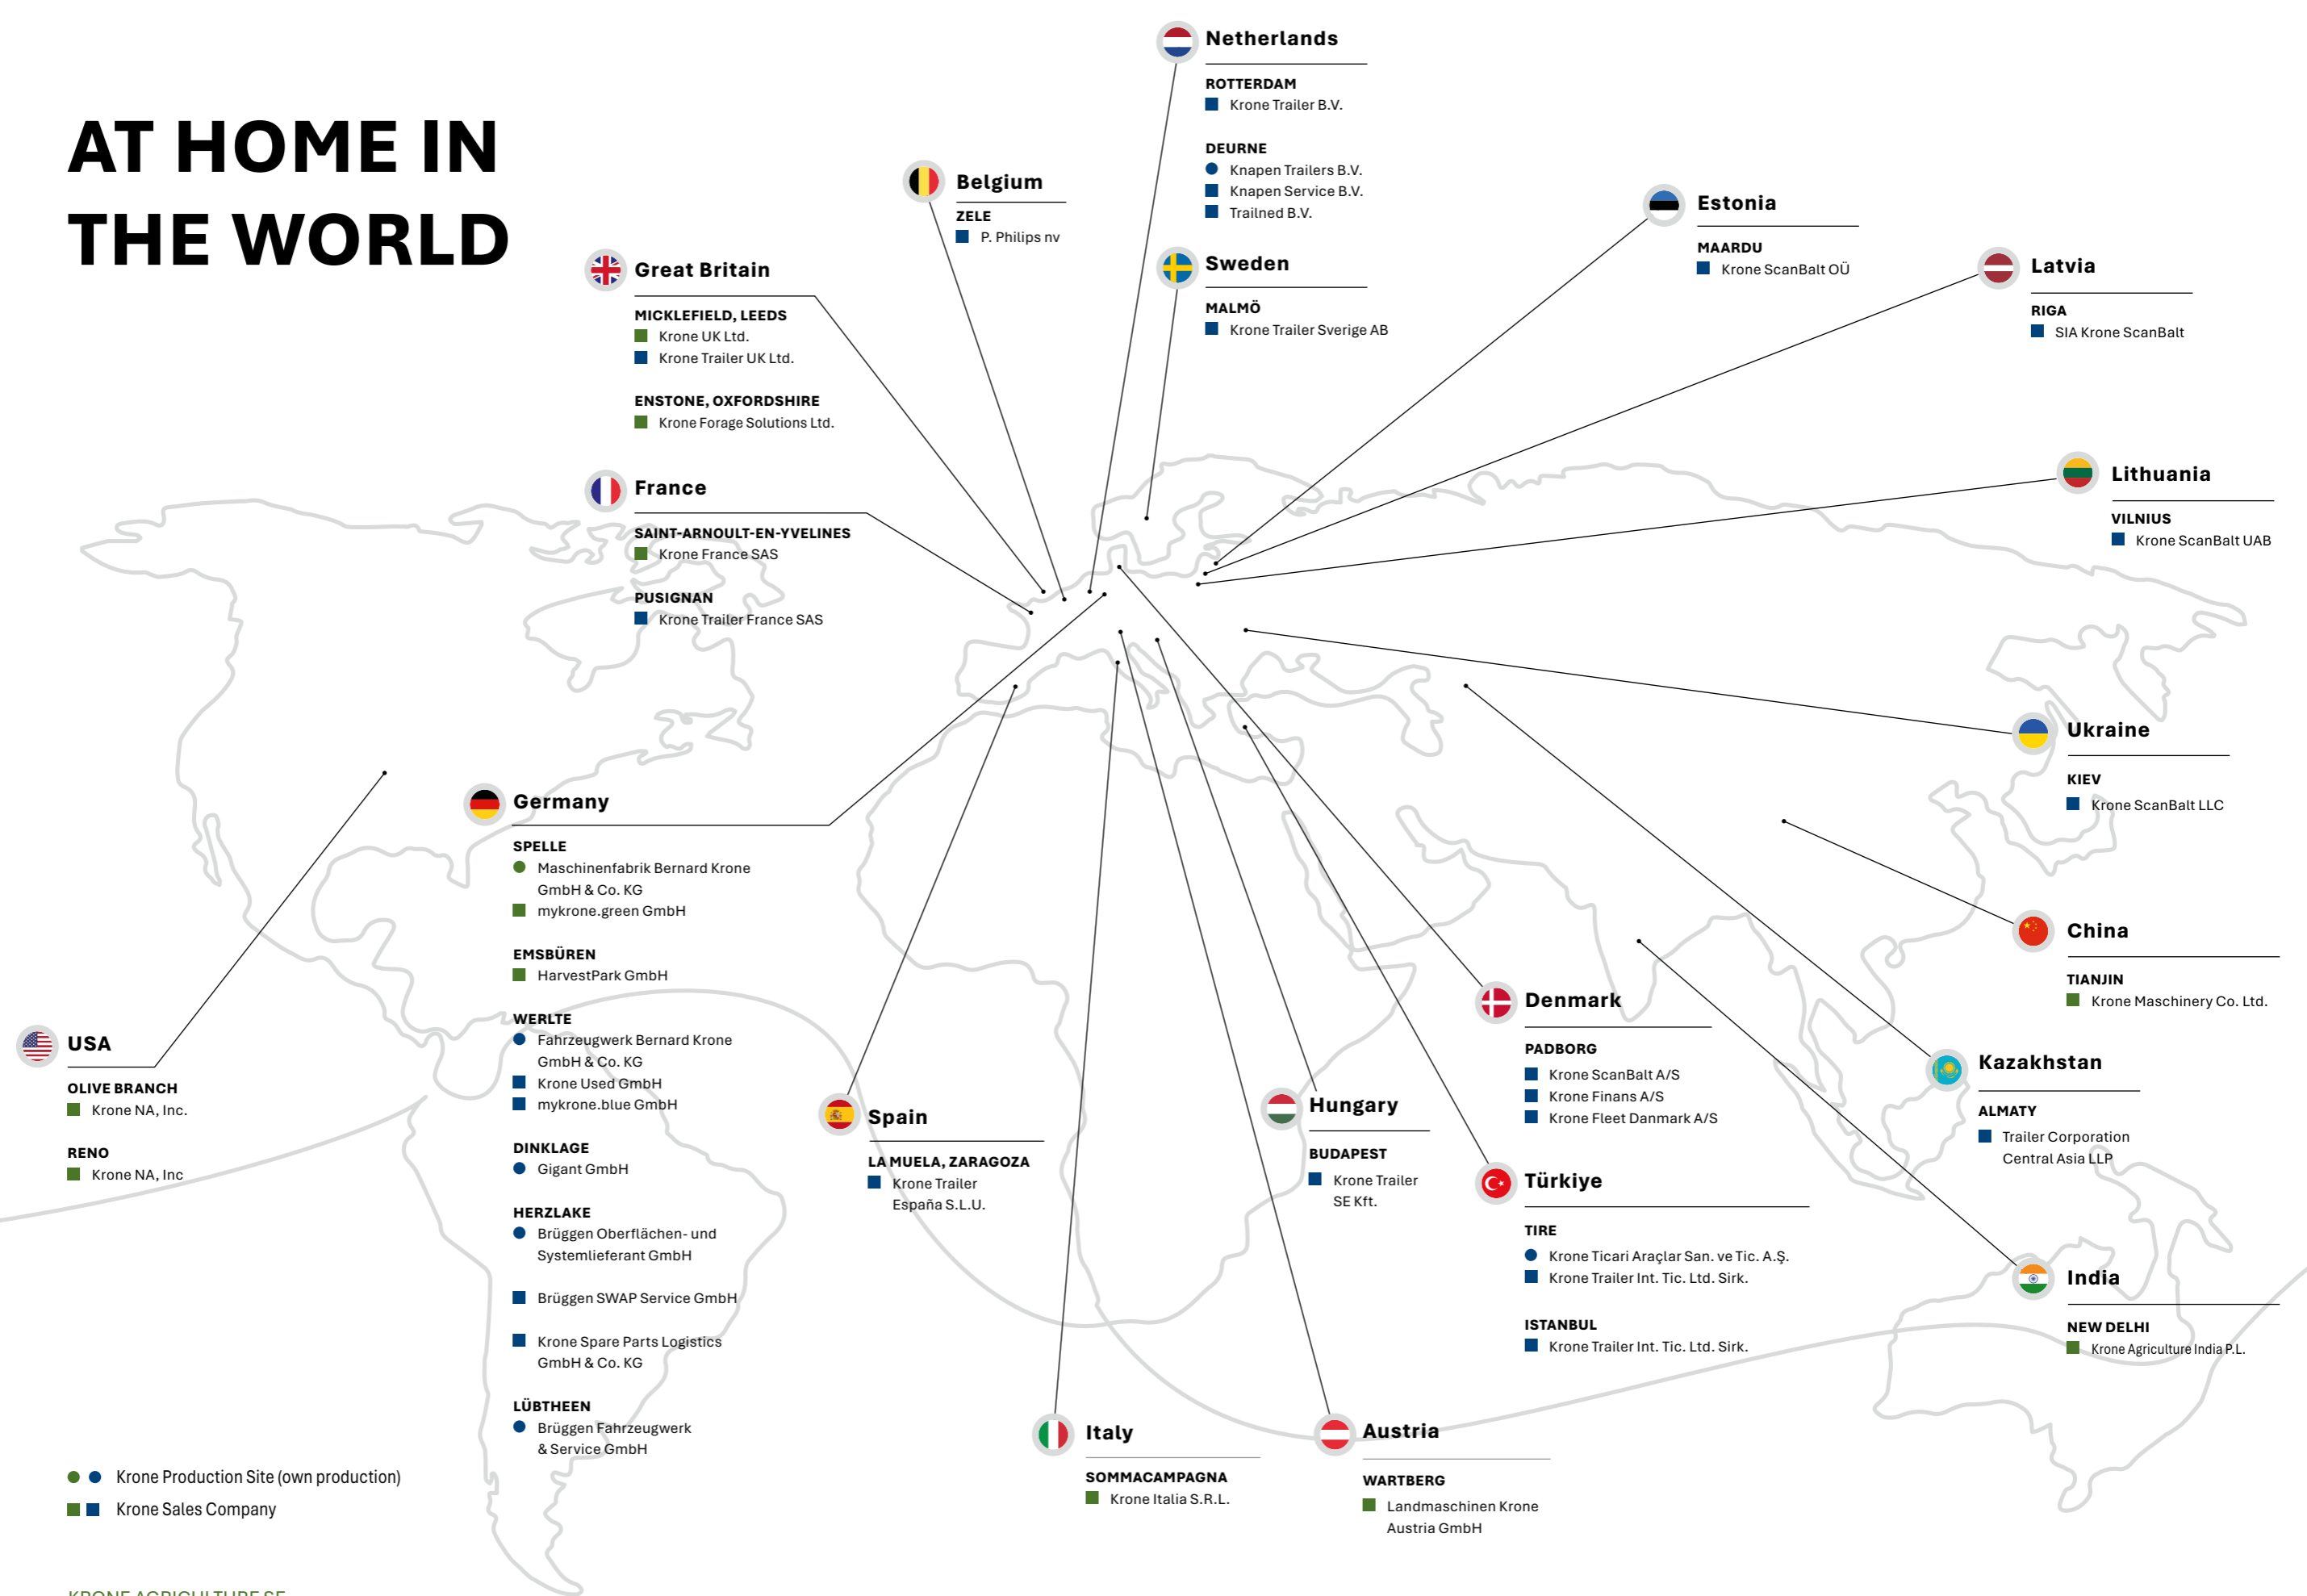 AT HOME IN
THE WORLD
Netherlands
ROTTERDAM
Krone Trailer B.V.
DEURNE
Knapen Trailers B.V.
Knapen Service B.V.
Trailned B.V.
Belgium
ZELE
P. Philips nv
Great Britain
MICKLEFIELD, LEEDS
Krone UK Ltd.
Krone Trailer UK Ltd.
ENSTONE, OXFORDSHIRE
Krone Forage Solutions Ltd.
Sweden
MALMÖ
Krone Trailer Sverige AB
Estonia
MAARDU
Krone ScanBalt OÜ
Latvia
RIGA
SIA Krone ScanBalt
France
SAINT-ARNOULT-EN-YVELINES
Krone France SAS
PUSIGNAN
Krone Trailer France SAS
Lithuania
VILNIUS
Krone ScanBalt UAB
Ukraine
KIEV
Krone ScanBalt LLC
Germany
SPELLE
Maschinenfabrik Bernard Krone
GmbH & Co. KG
mykrone.green GmbH
EMSBÜREN
HarvestPark GmbH
WERLTE
Fahrzeugwerk Bernard Krone
GmbH & Co. KG
Krone Used GmbH
mykrone.blue GmbH
DINKLAGE
Gigant GmbH
HERZLAKE
Brüggen Oberflächen- und
Systemlieferant GmbH
Brüggen SWAP Service GmbH
Krone Spare Parts Logistics
GmbH & Co. KG
LÜBTHEEN
Brüggen Fahrzeugwerk
& Service GmbH
China
TIANJIN
Krone Maschinery Co. Ltd.
USA
OLIVE BRANCH
Krone NA, Inc.
RENO
Krone NA, Inc
Spain
LA MUELA, ZARAGOZA
Krone Trailer
España S.L.U.
Hungary
BUDAPEST
Krone Trailer
SE Kft.
Denmark
PADBORG
Krone ScanBalt A/S
Krone Finans A/S
Krone Fleet Danmark A/S
Kazakhstan
ALMATY
Trailer Corporation
Central Asia LLP
Türkiye
TIRE
Krone Ticari Araçlar San. ve Tic. A.Ş.
Krone Trailer Int. Tic. Ltd. Sirk.
ISTANBUL
Krone Trailer Int. Tic. Ltd. Sirk.
India
NEW DELHI
Krone Agriculture India P.L.
Italy
SOMMACAMPAGNA
Krone Italia S.R.L.
Austria
WARTBERG
Landmaschinen Krone
Austria GmbH
Krone Production Site (own production)
Krone Sales Company
KRONE AGRICULTURE SE